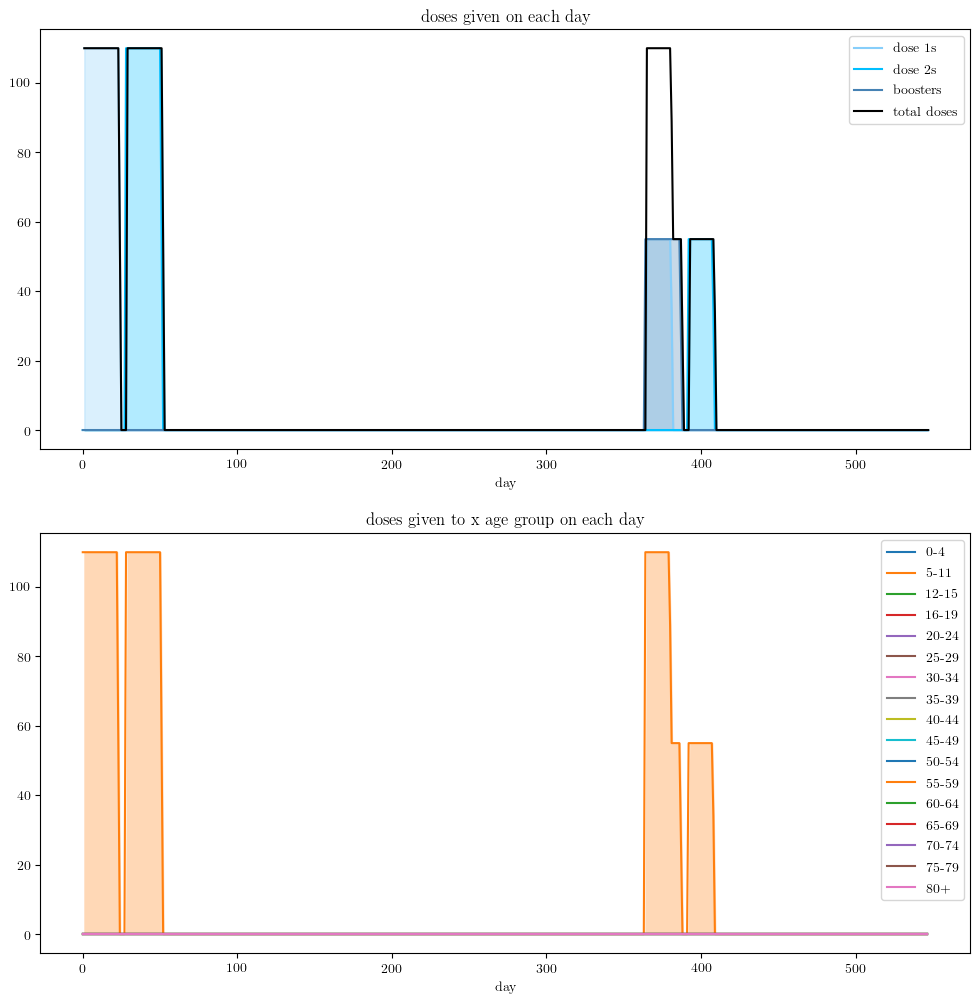 doses given on each day
dose 1s
dose 2s
boosters
total doses
100
80
60
40
20
0
0 100 200 300 400 500
day
doses given to x age group on each day
0-4
5-11
12-15
16-19
20-24
25-29
30-34
35-39
40-44
45-49
50-54
55-59
60-64
65-69
70-74
75-79
80+
100
80
60
40
20
0
0 100 200 300 400 500
day